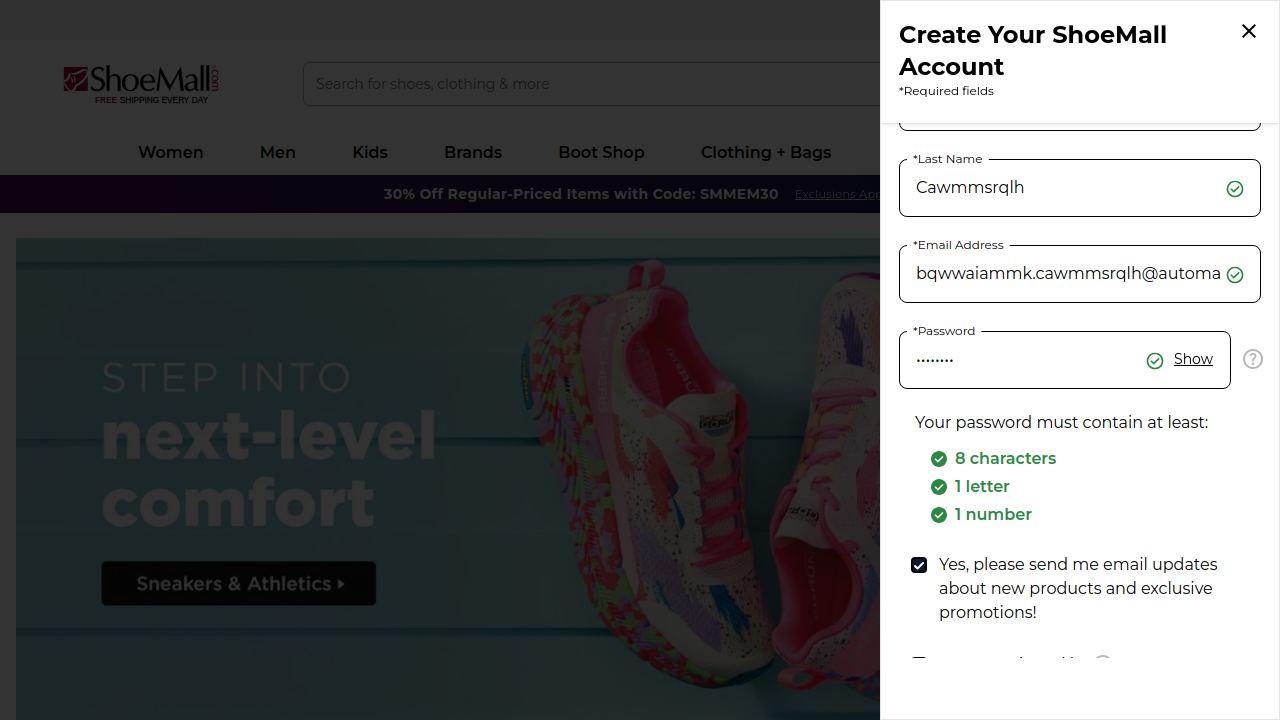 ShoeMall.com
FREE SHIPPING EVERY DAY
Search for shoes, clothing & more
Women
Men
Kids
Brands
Boot Shop
Clothing + Bags
30% Off Regular-Priced Items with Code: SMMEM30
Exclusions App
STEP INTO
next-level
comfort
Sneakers & Athletics
Create Your ShoeMall
Account
*Required fields
*Last Name
Cawmmsrqlh
*Email Address
bqwwaiammk.cawmmsrqlh@automa
*Password
••••••••
Show
Your password must contain at least:
8 characters
1 letter
1 number
Yes, please send me email updates
about new products and exclusive
promotions!